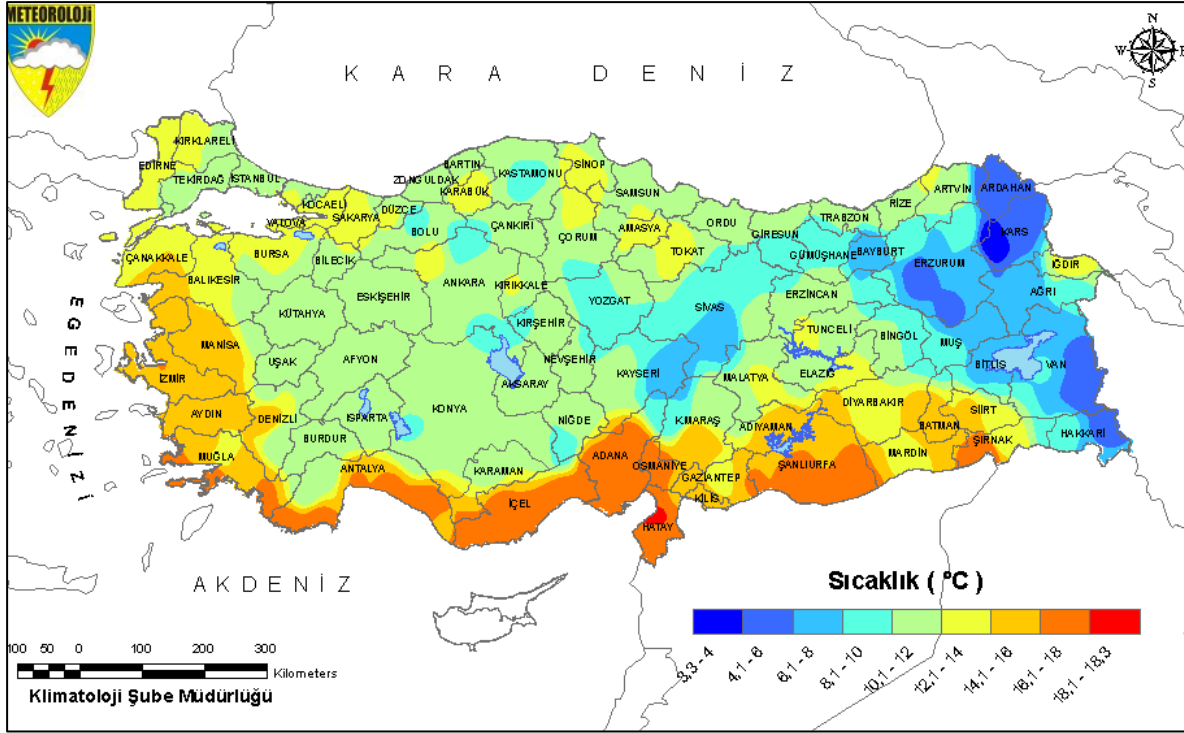 METEOROLOJİ
N
W E
S
K A R A D E N İ Z
E G E D E N İ Z İ
A K D E N İ Z
KIRKLARELİ
EDİRNE
TEKİRDAĞ
İSTANBUL
KOCAELİ
YALOVA
SAKARYA
DÜZCE
ZONGULDAK
BARTIN
KARABÜK
KASTAMONU
SİNOP
SAMSUN
ORDU
GİRESUN
TRABZON
RİZE
ARTVİN
ARDAHAN
KARS
IĞDIR
AĞRI
ERZURUM
BAYBURT
GÜMÜŞHANE
TOKAT
AMASYA
ÇORUM
ÇANKIRI
BOLU
BİLECİK
BURSA
BALIKESİR
ÇANAKKALE
ESKİŞEHİR
ANKARA
KIRIKKALE
YOZGAT
SİVAS
ERZİNCAN
TUNCELİ
BİNGÖL
MUŞ
BİTLİS
VAN
KÜTAHYA
KIRŞEHİR
NEVŞEHİR
KAYSERİ
MALATYA
ELAZIĞ
MANİSA
UŞAK
AFYON
İZMİR
AKSARAY
AYDIN
DENİZLİ
ISPARTA
KONYA
NİĞDE
K.MARAŞ
ADIYAMAN
DİYARBAKIR
BATMAN
SİİRT
ŞIRNAK
HAKKARİ
MARDİN
ŞANLIURFA
GAZİANTEP
KİLİS
OSMANİYE
ADANA
HATAY
İÇEL
KARAMAN
ANTALYA
BURDUR
MUĞLA
Sıcaklık ( °C )
3,3 - 4
4,1 - 6
6,1 - 8
8,1 - 10
10,1 - 12
12,1 - 14
14,1 - 16
16,1 - 18
18,1 - 18,3
100 50 0 100 200 300
Kilometers
Klimatoloji Şube Müdürlüğü